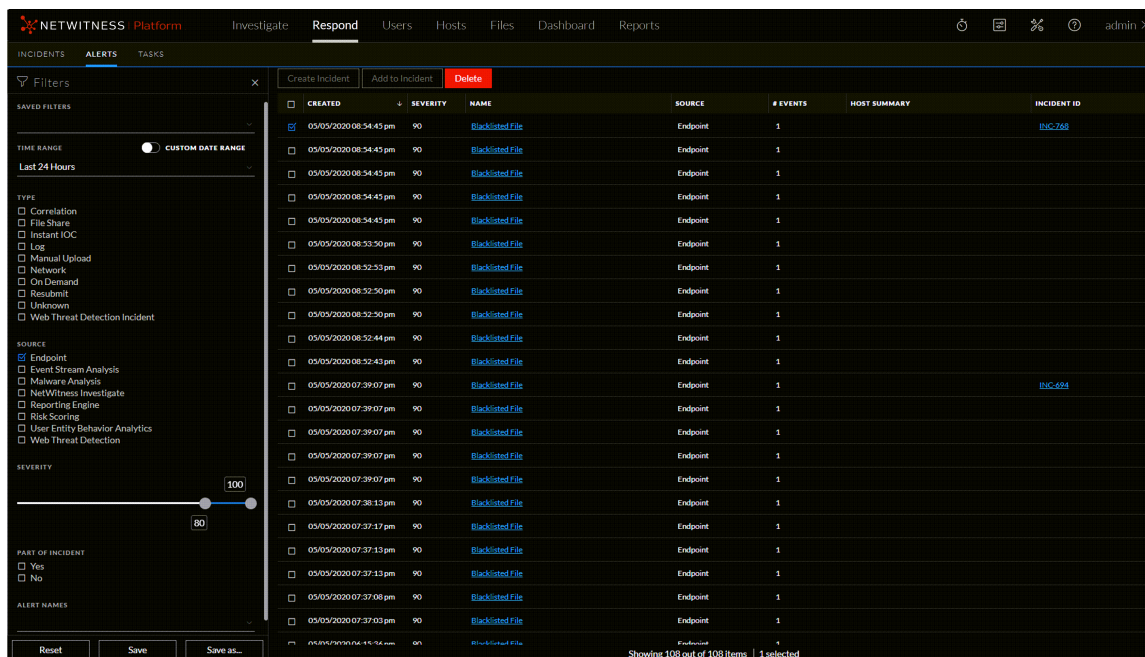 NETWITNESS Platform Investigate Respond Users Hosts Files Dashboard Reports admin
INCIDENTS ALERTS TASKS
Filters
Create Incident Add to Incident Delete
SAVED FILTERS
TIME RANGE CUSTOM DATE RANGE
Last 24 Hours
TYPE
Correlation
File Share
Instant IOC
Log
Manual Upload
Network
On Demand
Resubmit
Unknown
Web Threat Detection Incident
SOURCE
Endpoint
Event Stream Analysis
Malware Analysis
NetWitness Investigate
Reporting Engine
Risk Scoring
User Entity Behavior Analytics
Web Threat Detection
SEVERITY
100
80
PART OF INCIDENT
Yes
No
ALERT NAMES
Reset Save Save as...
CREATED SEVERITY NAME SOURCE # EVENTS HOST SUMMARY INCIDENT ID
05/05/2020 08:54:45 pm 90 Blacklisted File Endpoint 1 INC-768
05/05/2020 08:54:45 pm 90 Blacklisted File Endpoint 1
05/05/2020 08:54:45 pm 90 Blacklisted File Endpoint 1
05/05/2020 08:54:45 pm 90 Blacklisted File Endpoint 1
05/05/2020 08:54:45 pm 90 Blacklisted File Endpoint 1
05/05/2020 08:53:50 pm 90 Blacklisted File Endpoint 1
05/05/2020 08:52:53 pm 90 Blacklisted File Endpoint 1
05/05/2020 08:52:50 pm 90 Blacklisted File Endpoint 1
05/05/2020 08:52:50 pm 90 Blacklisted File Endpoint 1
05/05/2020 08:52:44 pm 90 Blacklisted File Endpoint 1
05/05/2020 08:52:43 pm 90 Blacklisted File Endpoint 1
05/05/2020 07:39:07 pm 90 Blacklisted File Endpoint 1 INC-694
05/05/2020 07:39:07 pm 90 Blacklisted File Endpoint 1
05/05/2020 07:39:07 pm 90 Blacklisted File Endpoint 1
05/05/2020 07:39:07 pm 90 Blacklisted File Endpoint 1
05/05/2020 07:39:07 pm 90 Blacklisted File Endpoint 1
05/05/2020 07:38:13 pm 90 Blacklisted File Endpoint 1
05/05/2020 07:37:17 pm 90 Blacklisted File Endpoint 1
05/05/2020 07:37:13 pm 90 Blacklisted File Endpoint 1
05/05/2020 07:37:13 pm 90 Blacklisted File Endpoint 1
05/05/2020 07:37:08 pm 90 Blacklisted File Endpoint 1
05/05/2020 07:37:03 pm 90 Blacklisted File Endpoint 1
05/05/2020 06:15:36 pm 90 Blacklisted File Endpoint 1
Showing 108 out of 108 items | 1 selected